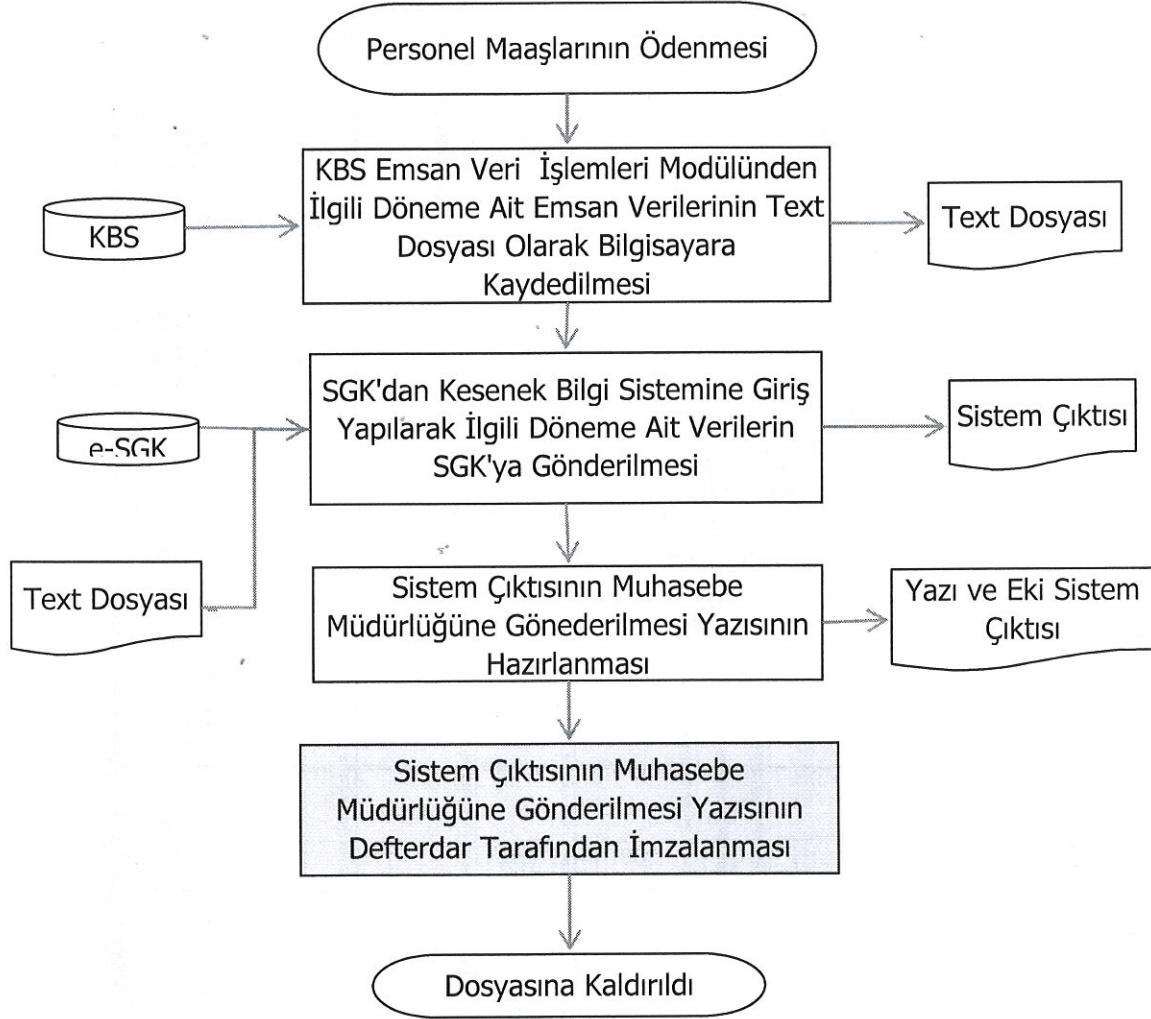 Personel Maaşlarının Ödenmesi
KBS Emsan Veri İşlemleri Modülünden
İlgili Döneme Ait Emsan Verilerinin Text
Dosyası Olarak Bilgisayara
Kaydedilmesi
KBS
Text Dosyası
SGK'dan Kesenek Bilgi Sistemine Giriş
Yapılarak İlgili Döneme Ait Verilerin
SGK'ya Gönderilmesi
e-SGK
Sistem Çıktısı
Text Dosyası
Sistem Çıktısının Muhasebe
Müdürlüğüne Gönederilmesi Yazısının
Hazırlanması
Yazı ve Eki Sistem
Çıktısı
Sistem Çıktısının Muhasebe
Müdürlüğüne Gönderilmesi Yazısının
Defterdar Tarafından İmzalanması
Dosyasına Kaldırıldı